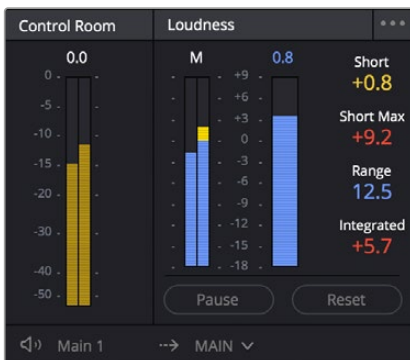 Control Room
Loudness
0.0
M
0.8
0
-5
-10
-15
-20
-30
-40
-50
+9
+6
+3
0
-3
-6
-9
-12
-15
-18
Short
+0.8
Short Max
+9.2
Range
12.5
Integrated
+5.7
Pause
Reset
Main 1
MAIN